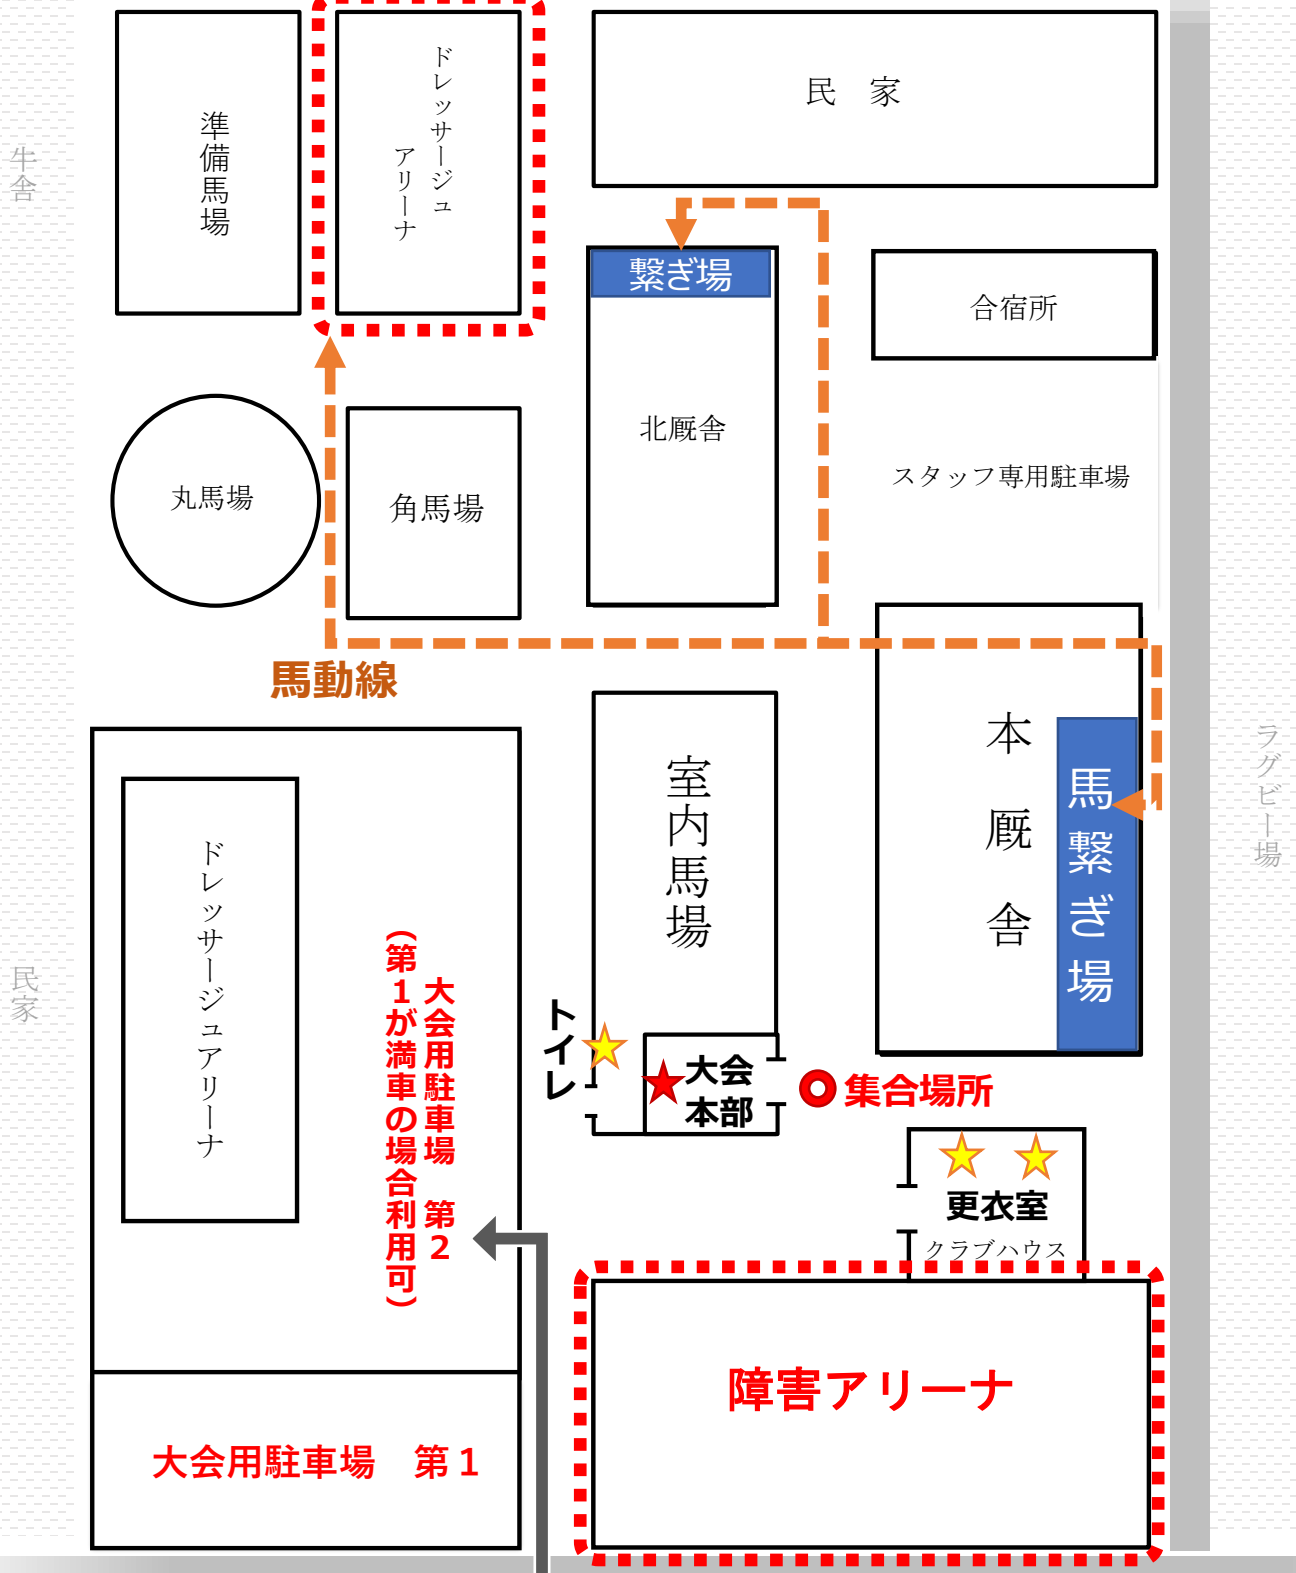 準備馬場
ドレッサージュ
アリーナ
民　家
牛舎
繋ぎ場
合宿所
北厩舎
スタッフ専用駐車場
丸馬場
角馬場
馬動線
本厩舎
馬繋ぎ場
室内馬場
ラグビー場
ドレッサージュアリーナ
大会用駐車場　第２
(第１が満車の場合利用可)
民家
トイレ
大会
本部
集合場所
更衣室
クラブハウス
障害アリーナ
大会用駐車場　第１